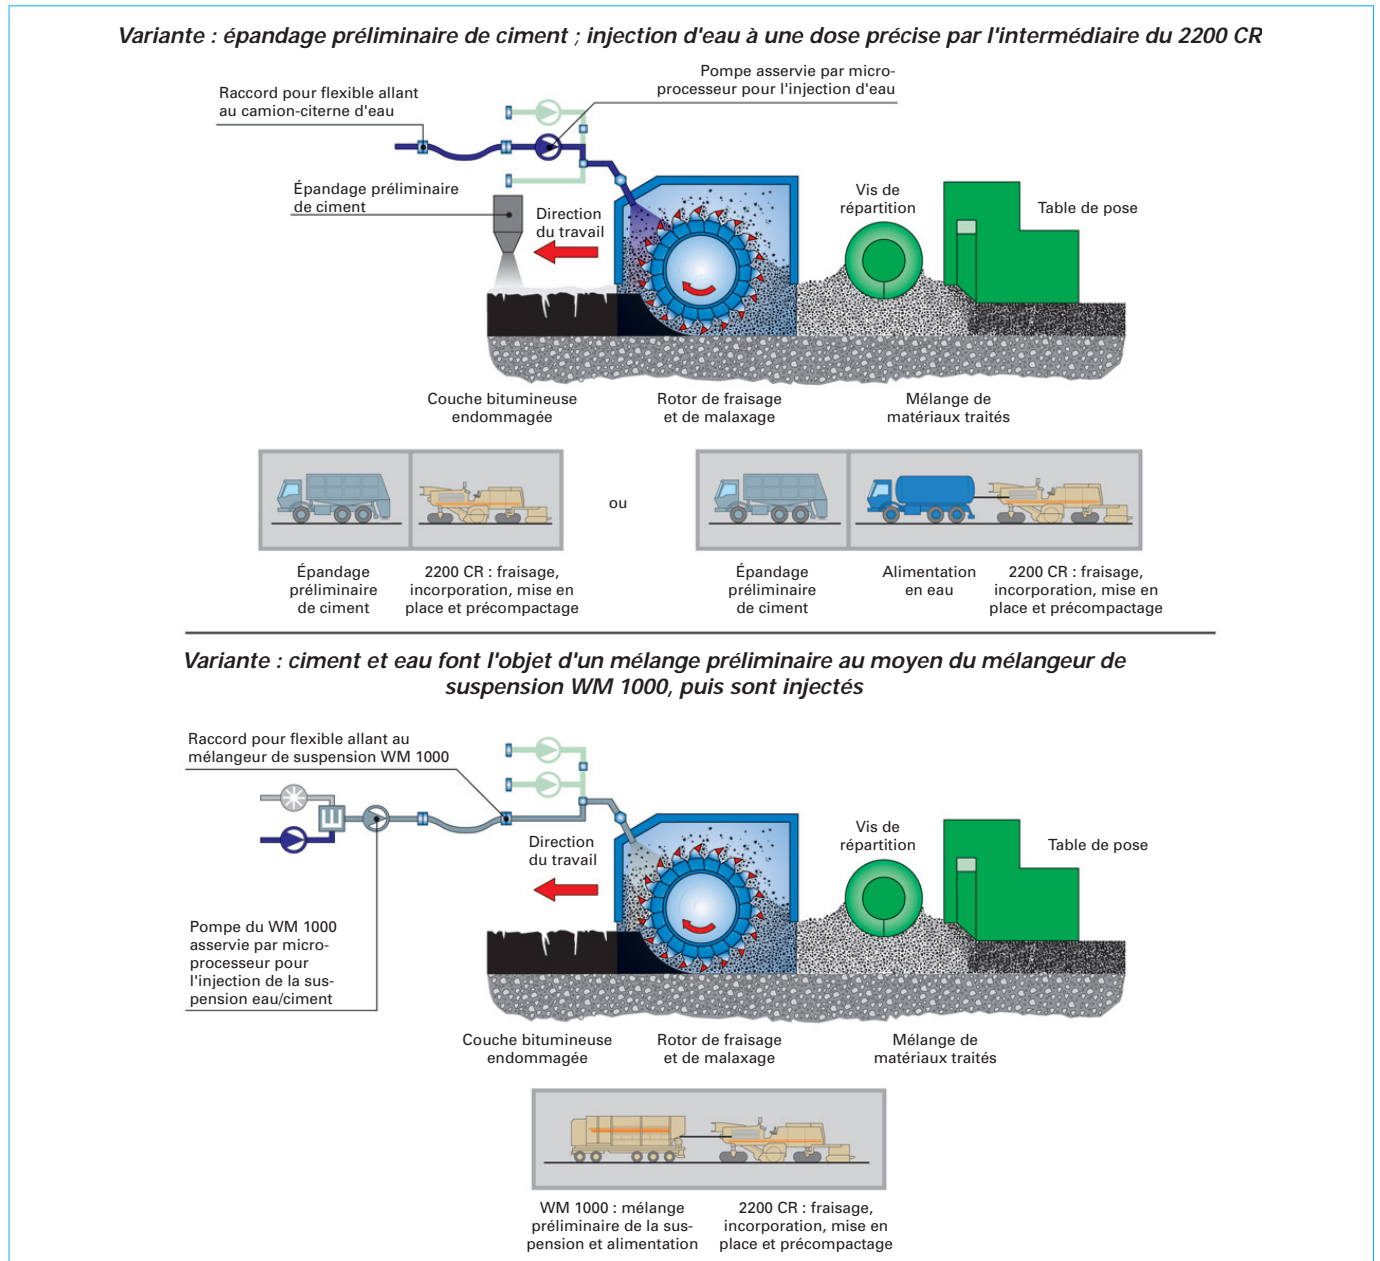 Variante : épandage préliminaire de ciment ; injection d'eau à une dose précise par l'intermédiaire du 2200 CR
Pompe asservie par micro-
processeur pour l'injection d'eau
Raccord pour flexible allant
au camion-citerne d'eau
Épandage préliminaire
de ciment
Direction
du travail
Vis de
répartition
Table de pose
Couche bitumineuse
endommagée
Rotor de fraisage
et de malaxage
Mélange de
matériaux traités
ou
Épandage
préliminaire
de ciment
2200 CR : fraisage,
incorporation, mise en
place et précompactage
Épandage
préliminaire
de ciment
Alimentation
en eau
2200 CR : fraisage,
incorporation, mise en
place et précompactage
Variante : ciment et eau font l'objet d'un mélange préliminaire au moyen du mélangeur de
suspension WM 1000, puis sont injectés
Raccord pour flexible allant au
mélangeur de suspension WM 1000
Direction
du travail
Vis de
répartition
Table de pose
Pompe du WM 1000
asservie par micro-
processeur pour
l'injection de la sus-
pension eau/ciment
Couche bitumineuse
endommagée
Rotor de fraisage
et de malaxage
Mélange de
matériaux traités
WM 1000 : mélange
préliminaire de la sus-
pension et alimentation
2200 CR : fraisage,
incorporation, mise en
place et précompactage